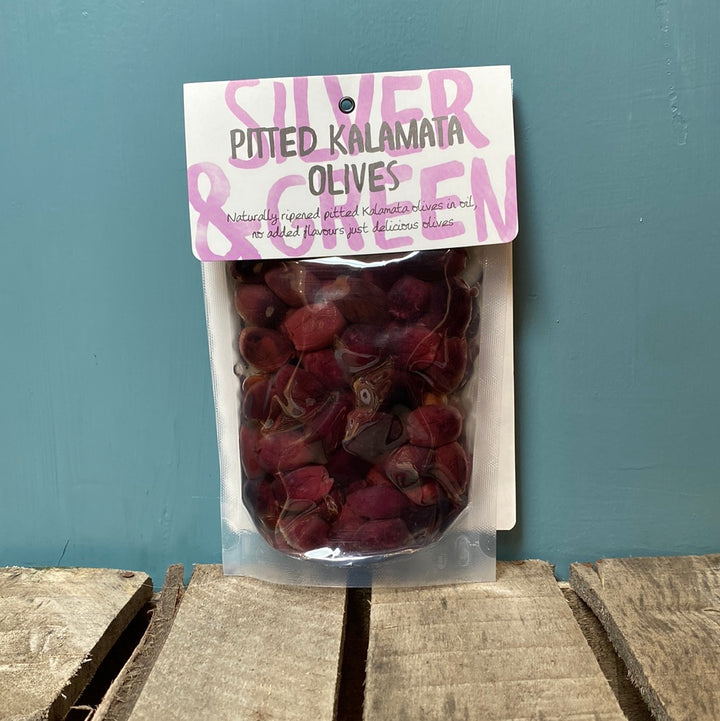 SILVER
& GREEN
PITTED KALAMATA
OLIVES
Naturally ripened pitted Kalamata olives in oil,
no added flavours just delicious olives